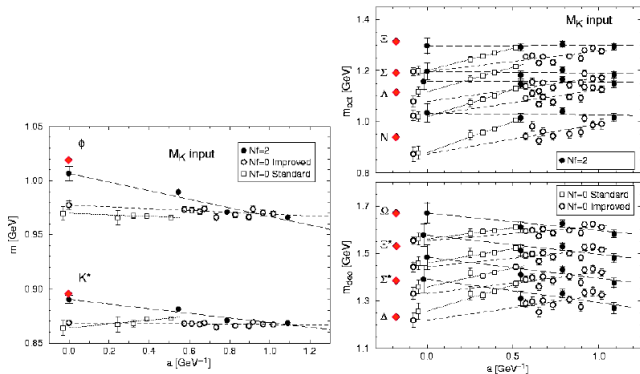 M_K input
1.4
Ξ
Σ
Λ
N
m_oct [GeV]
1.2
1.0
0.8
Nf=2
1.05
ϕ
M_K input
Nf=2
Nf=0 Improved
Nf=0 Standard
1.00
m [GeV]
0.95
K*
0.90
0.85
0.0 0.2 0.4 0.6 0.8 1.0 1.2
a [GeV⁻¹]
Nf=0 Standard
Nf=0 Improved
1.7
Ω
Ξ*
Σ*
Δ
m_dec [GeV]
1.5
1.3
1.1
0.0 0.5 1.0
a [GeV⁻¹]